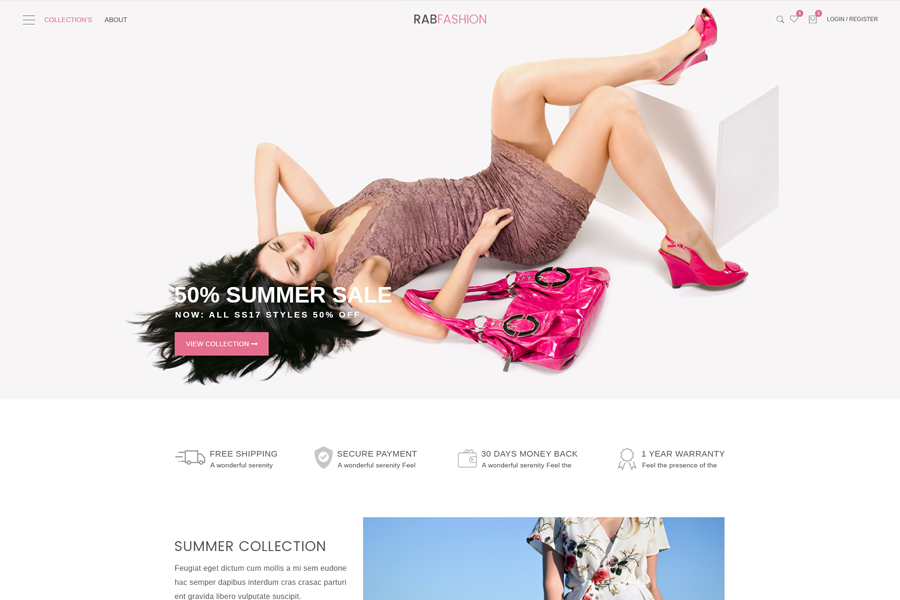 COLLECTION'S ABOUT RABFASHION 5 5 LOGIN / REGISTER
50% SUMMER SALE
NOW: ALL SS17 STYLES 50% OFF
VIEW COLLECTION
FREE SHIPPING
A wonderful serenity
SECURE PAYMENT
A wonderful serenity Feel
30 DAYS MONEY BACK
A wonderful serenity Feel the
1 YEAR WARRANTY
Feel the presence of the
SUMMER COLLECTION
Feugiat eget dictum cum mollis a mi sem eudone
hac semper dapibus interdum cras crasac parturi
ent gravida libero vulputate suscipit.